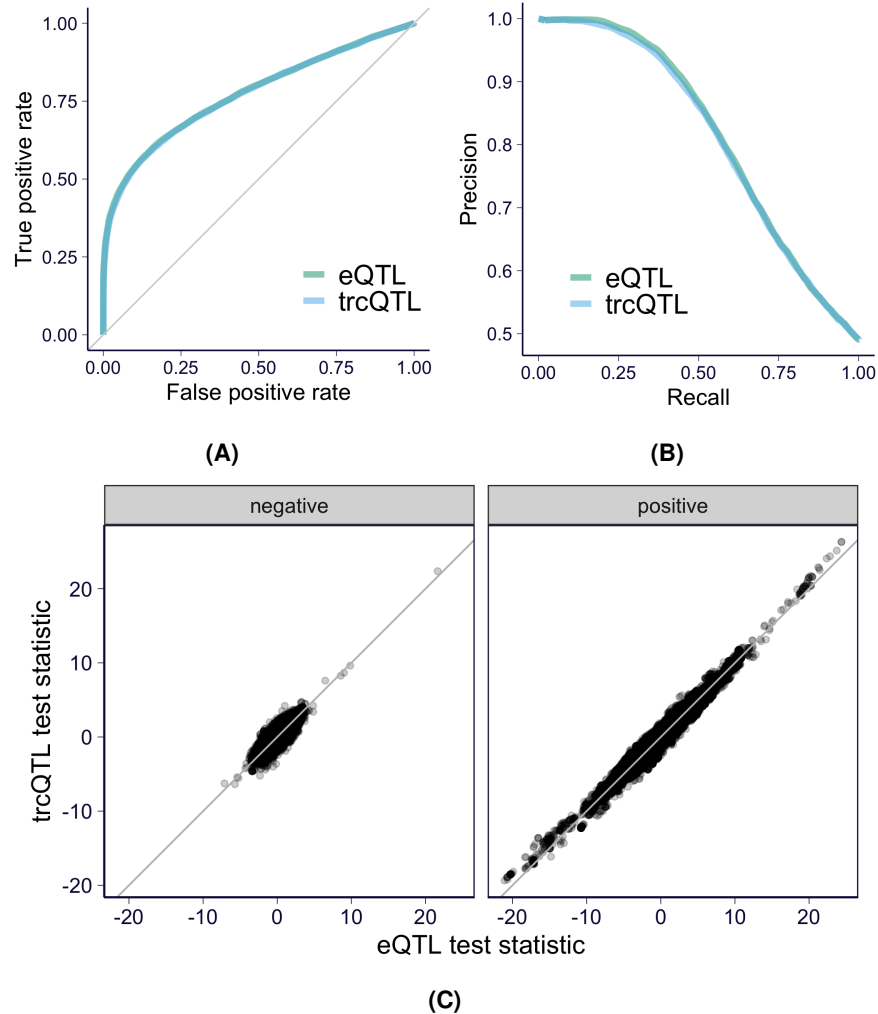 1.00
0.75
0.50
0.25
0.00
True positive rate
eQTL
trcQTL
0.00 0.25 0.50 0.75 1.00
False positive rate
(A)
1.0
0.9
0.8
0.7
0.6
0.5
Precision
eQTL
trcQTL
0.00 0.25 0.50 0.75 1.00
Recall
(B)
negative
positive
20
10
0
-10
-20
trcQTL test statistic
-20 -10 0 10 20
-20 -10 0 10 20
eQTL test statistic
(C)